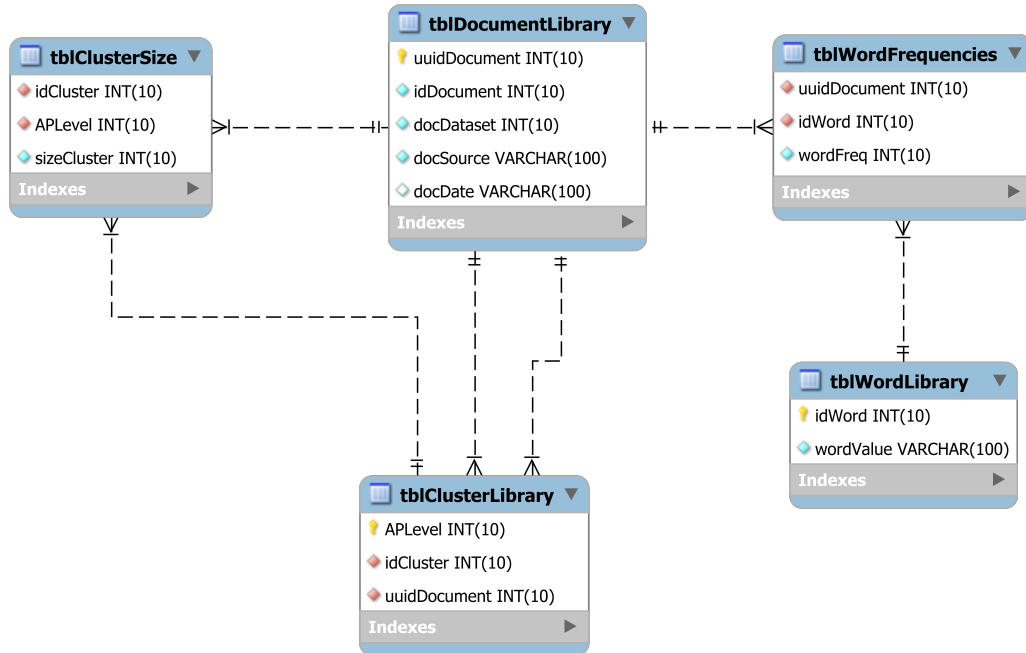 tblClusterSize
idCluster INT(10)
APLevel INT(10)
sizeCluster INT(10)
Indexes
tblDocumentLibrary
uuidDocument INT(10)
idDocument INT(10)
docDataset INT(10)
docSource VARCHAR(100)
docDate VARCHAR(100)
Indexes
tblWordFrequencies
uuidDocument INT(10)
idWord INT(10)
wordFreq INT(10)
Indexes
tblWordLibrary
idWord INT(10)
wordValue VARCHAR(100)
Indexes
tblClusterLibrary
APLevel INT(10)
idCluster INT(10)
uuidDocument INT(10)
Indexes